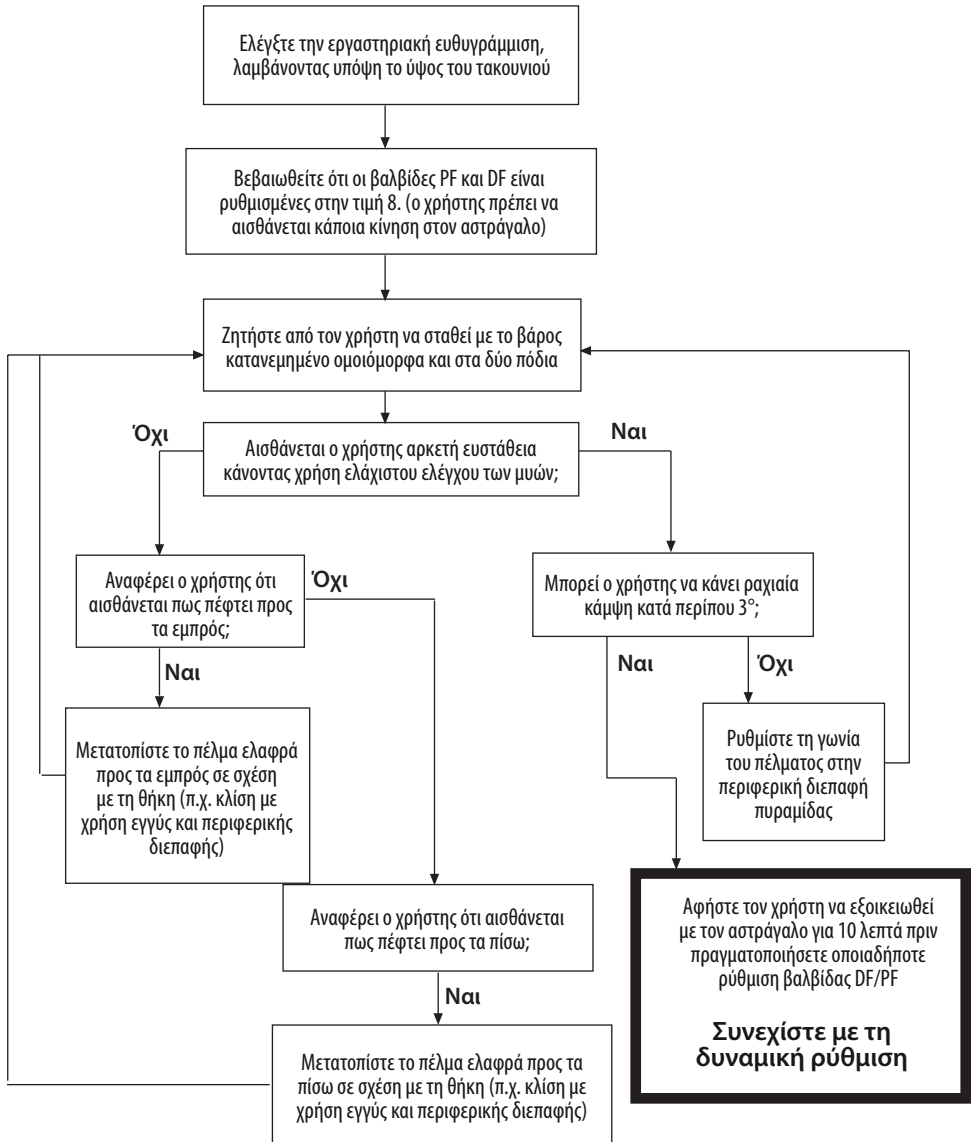 Ελέγξτε την εργαστηριακή ευθυγράμμιση,
λαμβάνοντας υπόψη το ύψος του τακουνιού
Βεβαιωθείτε ότι οι βαλβίδες PF και DF είναι
ρυθμισμένες στην τιμή 8. (ο χρήστης πρέπει να
αισθάνεται κάποια κίνηση στον αστράγαλο)
Ζητήστε από τον χρήστη να σταθεί με το βάρος
κατανεμημένο ομοιόμορφα και στα δύο πόδια
Όχι
Αισθάνεται ο χρήστης αρκετή ευστάθεια
κάνοντας χρήση ελάχιστου ελέγχου των μυών;
Ναι
Αναφέρει ο χρήστης ότι
αισθάνεται πως πέφτει προς
τα εμπρός;
Όχι
Ναι
Μπορεί ο χρήστης να κάνει ραχιαία
κάμψη κατά περίπου 3°;
Ναι
Όχι
Μετατοπίστε το πέλμα ελαφρά
προς τα εμπρός σε σχέση
με τη θήκη (π.χ. κλίση με
χρήση εγγύς και περιφερικής
διεπαφής)
Ρυθμίστε τη γωνία
του πέλματος στην
περιφερική διεπαφή
πυραμίδας
Αναφέρει ο χρήστης ότι αισθάνεται
πως πέφτει προς τα πίσω;
Ναι
Μετατοπίστε το πέλμα ελαφρά προς τα
πίσω σε σχέση με τη θήκη (π.χ. κλίση με
χρήση εγγύς και περιφερικής διεπαφής)
Αφήστε τον χρήστη να εξοικειωθεί
με τον αστράγαλο για 10 λεπτά πριν
πραγματοποιήσετε οποιαδήποτε
ρύθμιση βαλβίδας DF/PF
Συνεχίστε με τη
δυναμική ρύθμιση